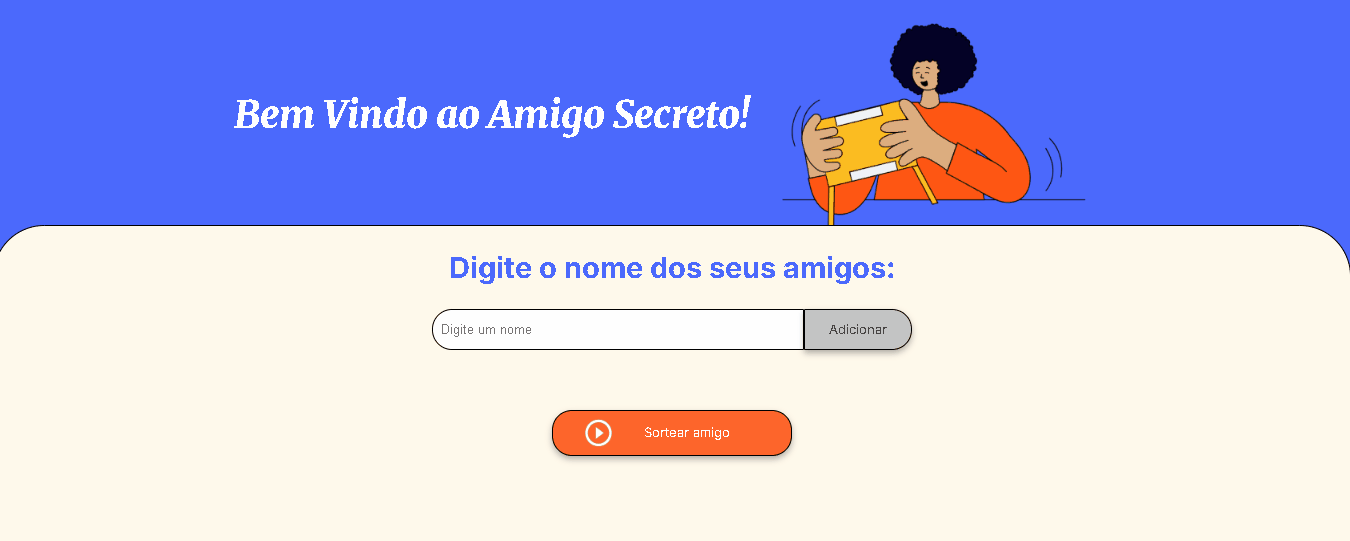 Bem Vindo ao Amigo Secreto!
Digite o nome dos seus amigos:
Digite um nome
Adicionar
Sortear amigo